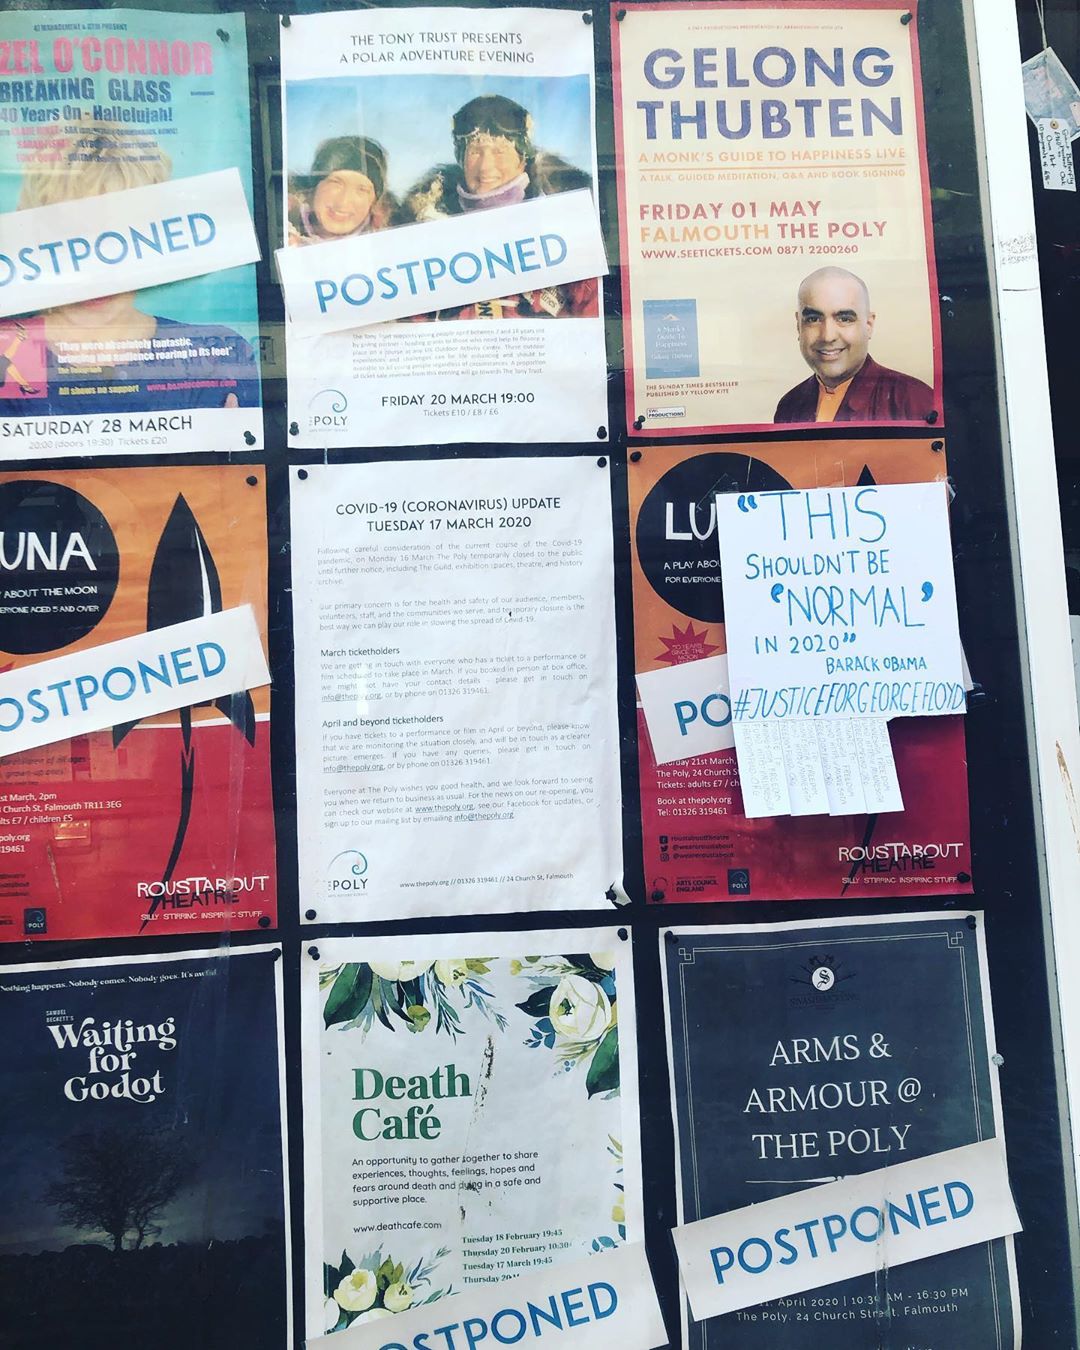 ZEL O'CONNOR
BREAKING GLASS
40 Years On - Hallelujah!
POSTPONED
"They were absolutely fantastic,
bringing the audience roaring to its feet"
The Telegraph
All shows no support www.hazeloconnor.com
SATURDAY 28 MARCH
20:00 (doors 19:30) Tickets £20
THE TONY TRUST PRESENTS
A POLAR ADVENTURE EVENING
POSTPONED
FRIDAY 20 MARCH 19:00
Tickets £10 / £8 / £6
POLY
GELONG
THUBTEN
A MONK'S GUIDE TO HAPPINESS LIVE
A TALK, GUIDED MEDITATION, Q&A AND BOOK SIGNING
FRIDAY 01 MAY
FALMOUTH THE POLY
WWW.SEETICKETS.COM 0871 2200260
THE SUNDAY TIMES BESTSELLER
PUBLISHED BY YELLOW KITE
PRODUCTIONS
UNA
ABOUT THE MOON
ERYONE AGED 5 AND OVER
OSTPONED
st March, 2pm
Church St, Falmouth TR11 3EG
lts £7 / children £5
poly.org
19461
ROUSTABOUT
THEATRE
SILLY STIRRING INSPIRING STUFF
POLY
COVID-19 (CORONAVIRUS) UPDATE
TUESDAY 17 MARCH 2020
Following careful consideration of the current course of the Covid-19
pandemic, on Monday 16 March The Poly temporarily closed to the public
until further notice, including The Guild, exhibition spaces, theatre, and history
archive.
Our primary concern is for the health and safety of our audience, members,
volunteers, staff, and the communities we serve, and temporary closure is the
best way we can play our role in slowing the spread of Covid-19.
March ticketholders
We are getting in touch with everyone who has a ticket to a performance or
film scheduled to take place in March. If you booked in person at box office,
we might not have your contact details - please get in touch on
info@thepoly.org, or by phone on 01326 319461.
April and beyond ticketholders
If you have tickets to a performance or film in April or beyond, please know
that we are monitoring the situation closely, and will be in touch as a clearer
picture emerges. If you have any queries, please get in touch on
info@thepoly.org, or by phone on 01326 319461.
Everyone at The Poly wishes you good health, and we look forward to seeing
you when we return to business as usual. For the news on our re-opening, you
can check our website at www.thepoly.org, see our Facebook for updates, or
sign up to our mailing list by emailing info@thepoly.org
POLY
www.thepoly.org // 01326 319461 // 24 Church St, Falmouth
LU
A PLAY ABOU
FOR EVERYONE
PO
"THIS
SHOULDN'T BE
'NORMAL'
IN 2020"
BARACK OBAMA
#JUSTICEFORGEORGEFLOYD
urday 21st March,
The Poly, 24 Church S
Tickets: adults £7 / ch
Book at thepoly.org
Tel: 01326 319461
roustabouttheatre
@weareroustabout
@weareroustabout
ARTS COUNCIL
ENGLAND
POLY
ROUSTABOUT
THEATRE
SILLY STIRRING INSPIRING STUFF
Nothing happens. Nobody comes. Nobody goes. It's awful
SAMUEL
BECKETT'S
Waiting
for
Godot
Death
Café
An opportunity to gather together to share
experiences, thoughts, feelings, hopes and
fears around death and dying in a safe and
supportive place.
www.deathcafe.com
Tuesday 18 February 19:45
Thursday 20 February 10:30
Tuesday 17 March 19:45
Thursday
OSTPONED
S
ARMS &
ARMOUR @
THE POLY
POSTPONED
April 2020 | 10:30 AM - 16:30 PM
The Poly, 24 Church Street, Falmouth